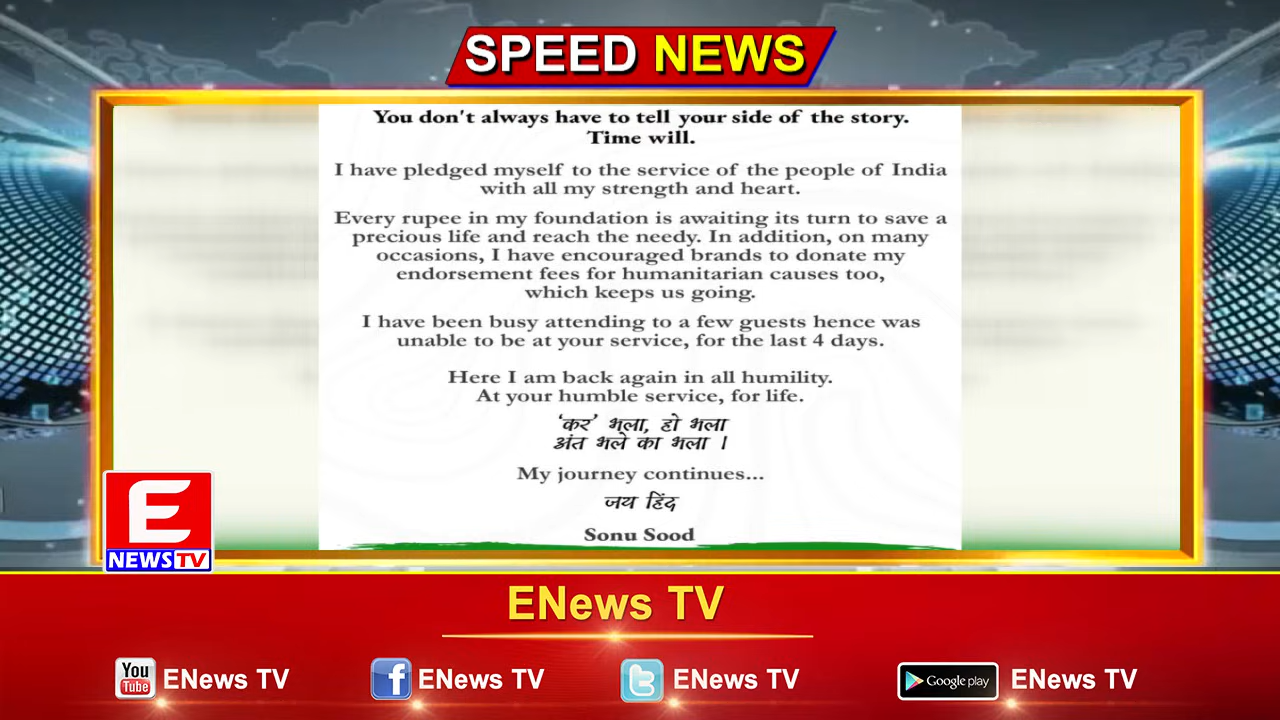 SPEED NEWS
You don't always have to tell your side of the story.
Time will.
I have pledged myself to the service of the people of India
with all my strength and heart.
Every rupee in my foundation is awaiting its turn to save a
precious life and reach the needy. In addition, on many
occasions, I have encouraged brands to donate my
endorsement fees for humanitarian causes too,
which keeps us going.
I have been busy attending to a few guests hence was
unable to be at your service, for the last 4 days.
Here I am back again in all humility.
At your humble service, for life.
‘कर’ भला, हो भला
अंत भले का भला ।
My journey continues...
जय हिंद
Sonu Sood
E
NEWS TV
ENews TV
You Tube ENews TV
f ENews TV
t ENews TV
Google play ENews TV